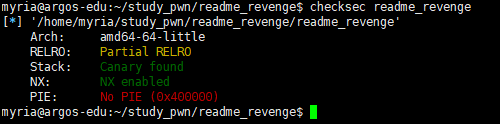 myria@argos-edu:~/study_pwn/readme_revenge$ checksec readme_revenge
[*] '/home/myria/study_pwn/readme_revenge/readme_revenge'
    Arch:     amd64-64-little
    RELRO:    Partial RELRO
    Stack:    Canary found
    NX:       NX enabled
    PIE:      No PIE (0x400000)
myria@argos-edu:~/study_pwn/readme_revenge$